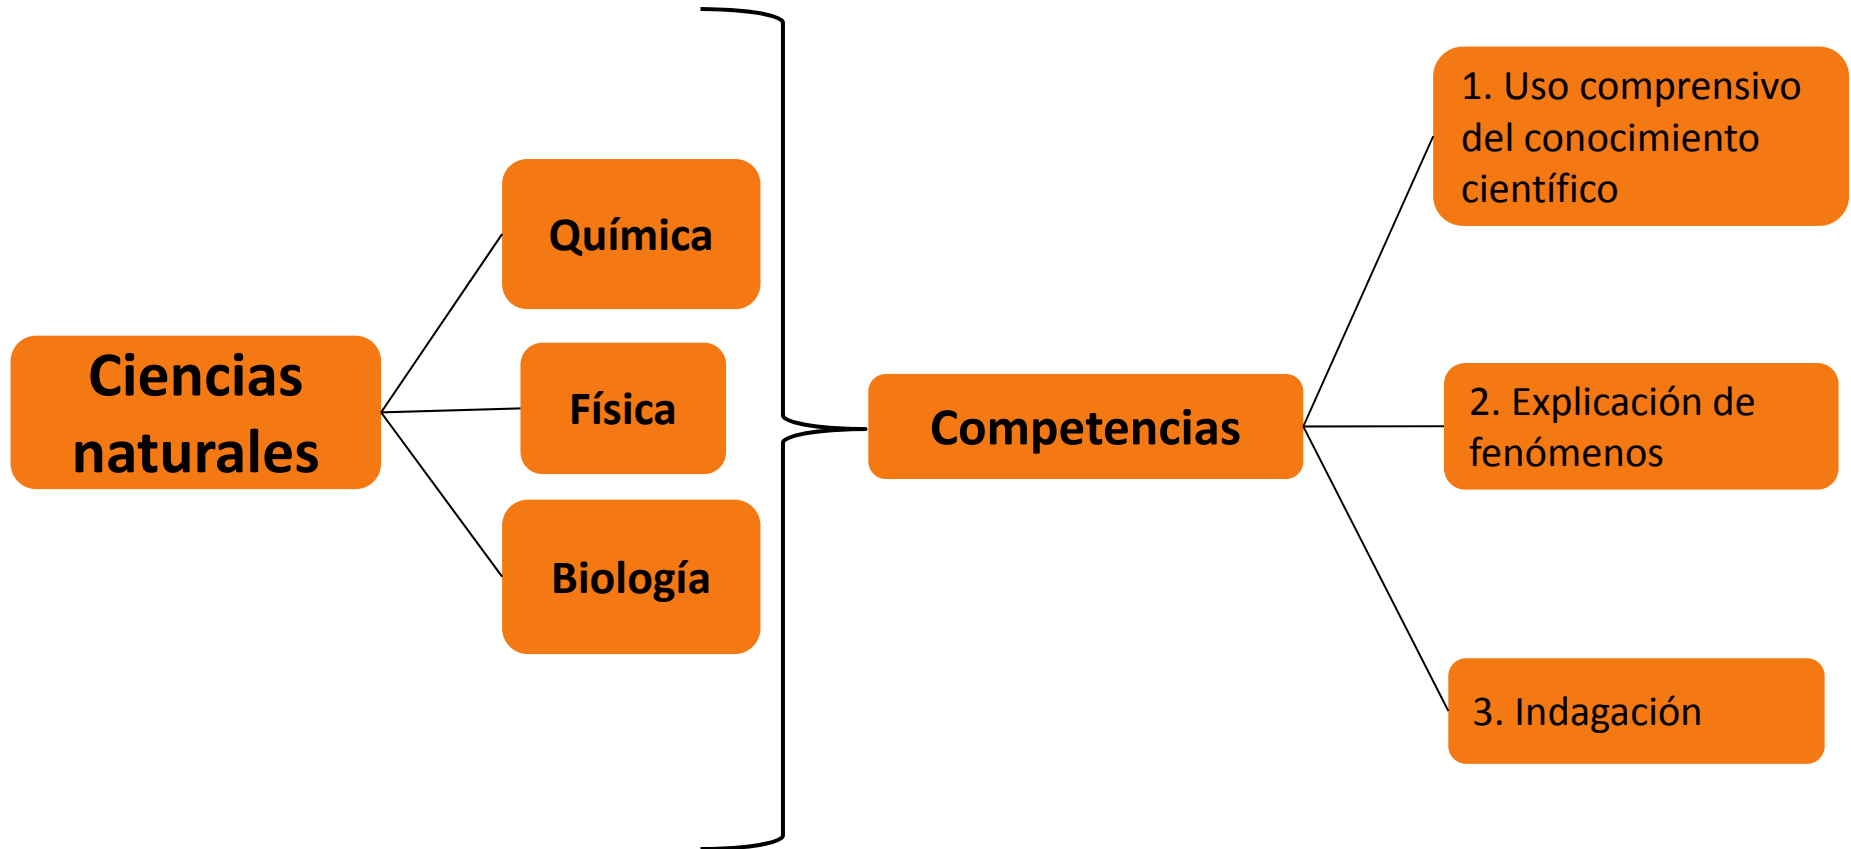 Ciencias
naturales
Química
Física
Biología
Competencias
1. Uso comprensivo
del conocimiento
científico
2. Explicación de
fenómenos
3. Indagación